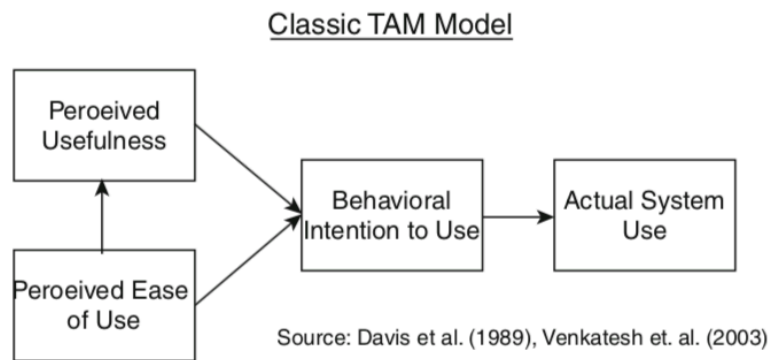 Classic TAM Model
Peroeived
Usefulness
Behavioral
Intention to Use
Actual System
Use
Peroeived Ease
of Use
Source: Davis et al. (1989), Venkatesh et. al. (2003)